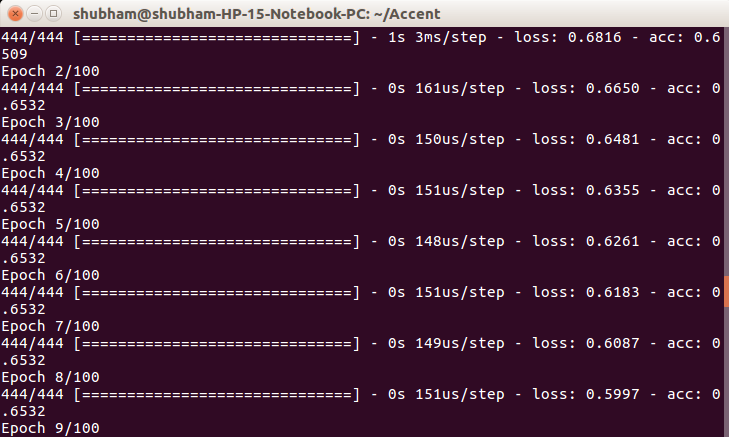 shubham@shubham-HP-15-Notebook-PC: ~/Accent
444/444 [==============================] - 1s 3ms/step - loss: 0.6816 - acc: 0.6
509
Epoch 2/100
444/444 [==============================] - 0s 161us/step - loss: 0.6650 - acc: 0
.6532
Epoch 3/100
444/444 [==============================] - 0s 150us/step - loss: 0.6481 - acc: 0
.6532
Epoch 4/100
444/444 [==============================] - 0s 151us/step - loss: 0.6355 - acc: 0
.6532
Epoch 5/100
444/444 [==============================] - 0s 148us/step - loss: 0.6261 - acc: 0
.6532
Epoch 6/100
444/444 [==============================] - 0s 151us/step - loss: 0.6183 - acc: 0
.6532
Epoch 7/100
444/444 [==============================] - 0s 149us/step - loss: 0.6087 - acc: 0
.6532
Epoch 8/100
444/444 [==============================] - 0s 151us/step - loss: 0.5997 - acc: 0
.6532
Epoch 9/100